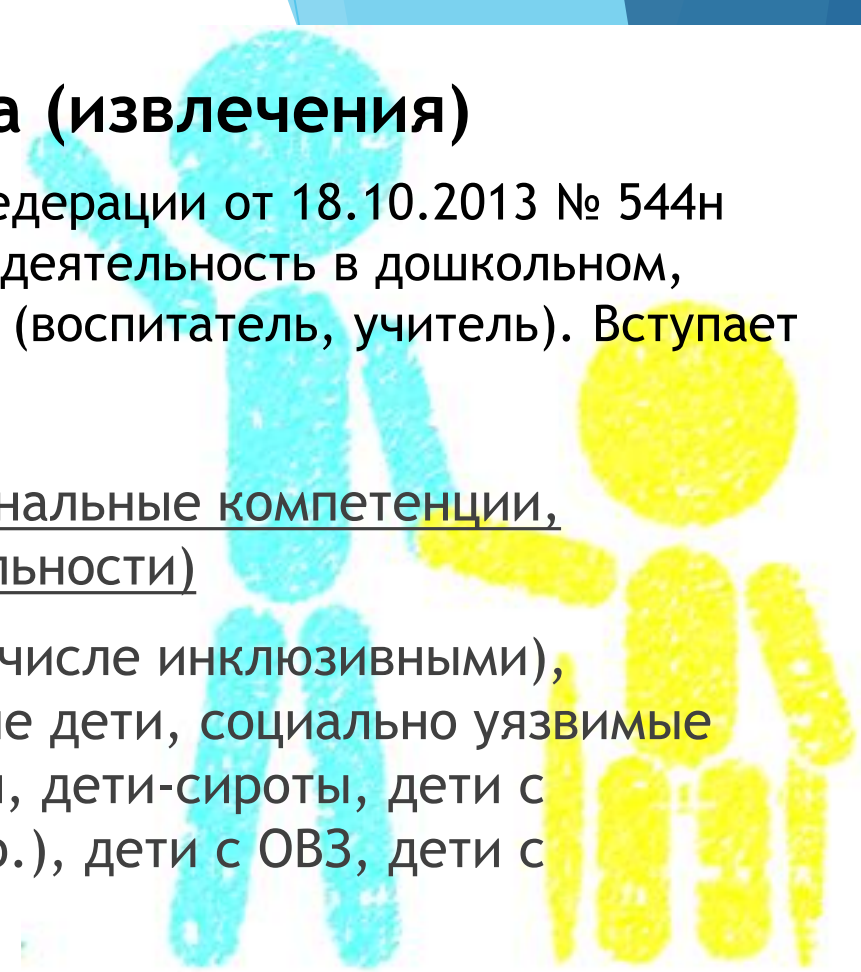 а (извлечения)
едерации от 18.10.2013 № 544н
деятельность в дошкольном,
(воспитатель, учитель). Вступает
нальные компетенции,
льности)
числе инклюзивными),
е дети, социально уязвимые
, дети-сироты, дети с
р.), дети с ОВЗ, дети с